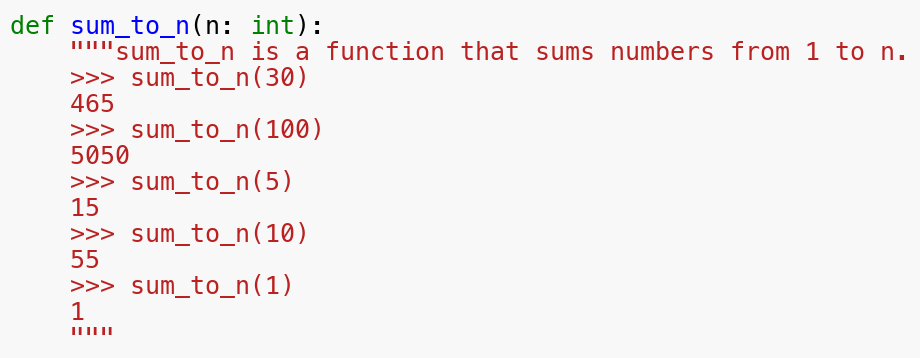 def sum_to_n(n: int):
    """sum_to_n is a function that sums numbers from 1 to n.
    >>> sum_to_n(30)
    465
    >>> sum_to_n(100)
    5050
    >>> sum_to_n(5)
    15
    >>> sum_to_n(10)
    55
    >>> sum_to_n(1)
    1
    """